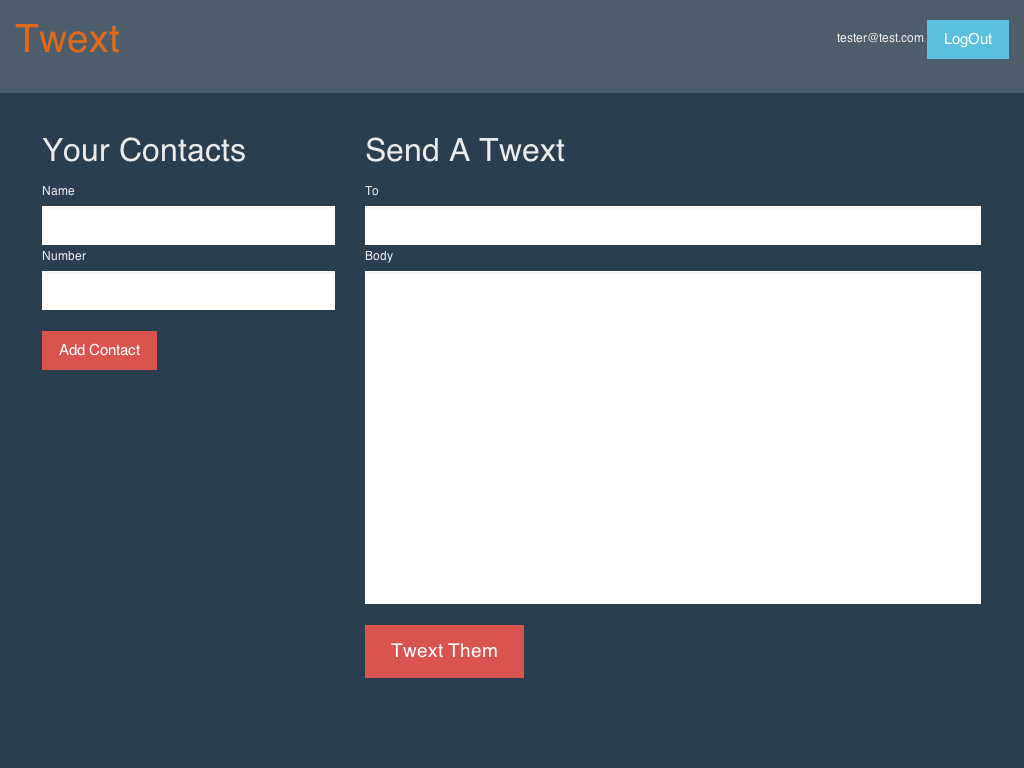 Twext
tester@test.com LogOut
Your Contacts
Name
Number
Add Contact
Send A Twext
To
Body
Twext Them